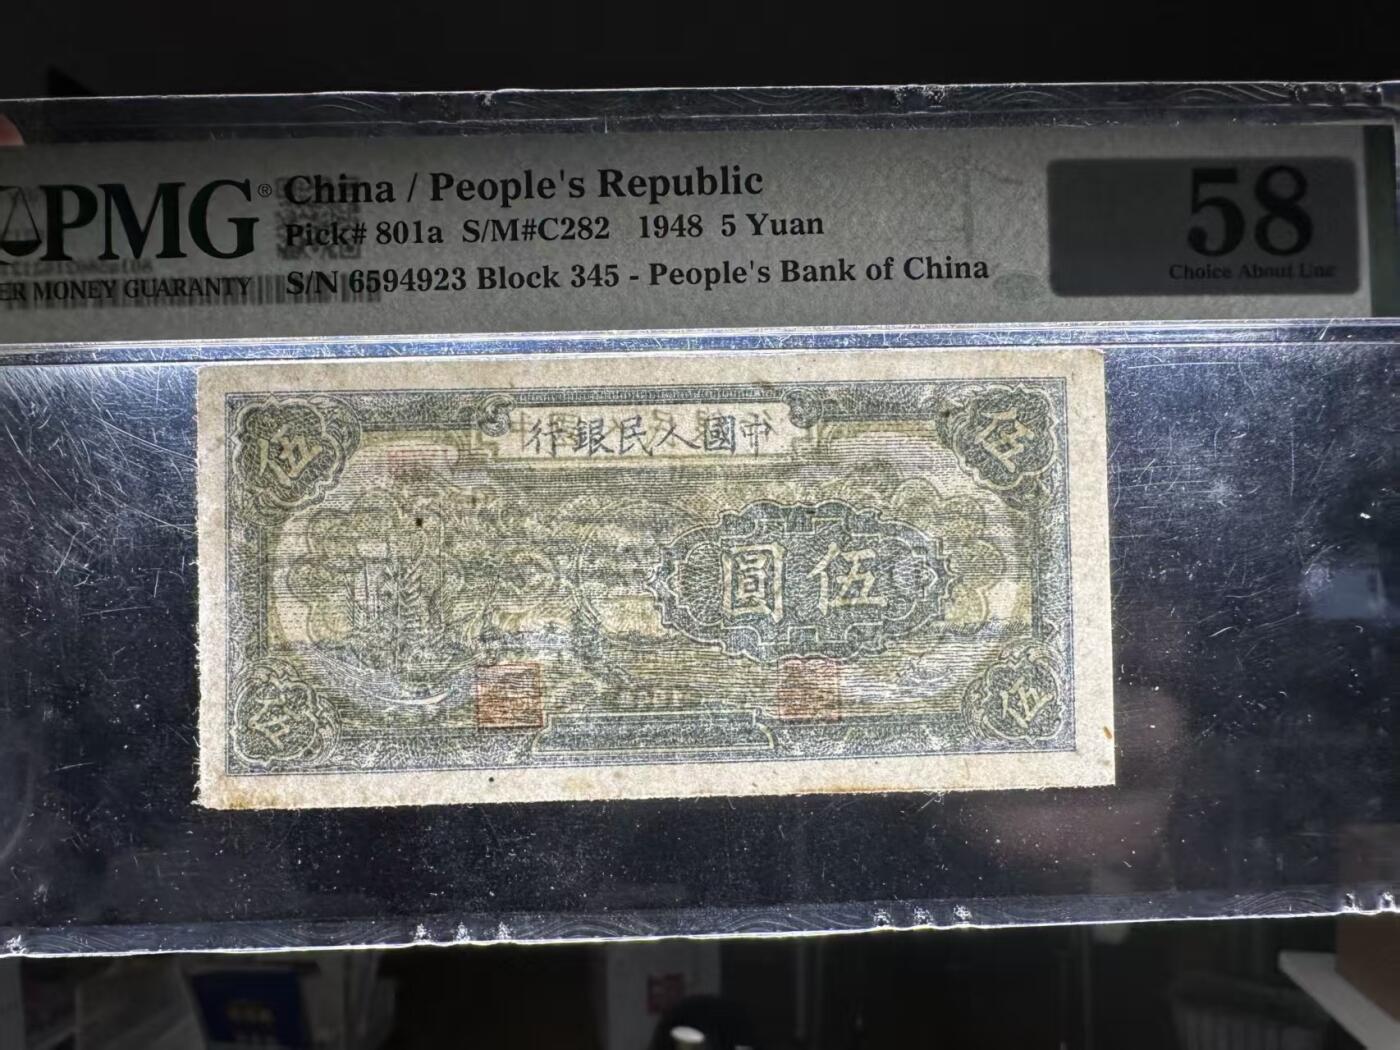 PMG® China / People's Republic
Pick# 801a S/M#C282 1948 5 Yuan
ER MONEY GUARANTY S/N 6594923 Block 345 - People's Bank of China
58
Choice About Unc
行銀民人國中
伍 伍
圓 伍
伍 伍